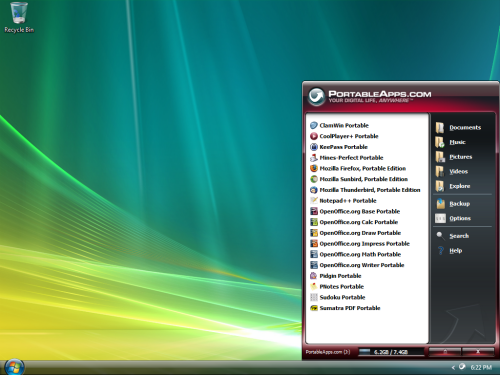 Recycle Bin
PORTABLEAPPS.COM
YOUR DIGITAL LIFE, ANYWHERE™
ClamWin Portable
CoolPlayer+ Portable
KeePass Portable
Mines-Perfect Portable
Mozilla Firefox, Portable Edition
Mozilla Sunbird, Portable Edition
Mozilla Thunderbird, Portable Edition
Notepad++ Portable
OpenOffice.org Base Portable
OpenOffice.org Calc Portable
OpenOffice.org Draw Portable
OpenOffice.org Impress Portable
OpenOffice.org Math Portable
OpenOffice.org Writer Portable
Pidgin Portable
PNotes Portable
Sudoku Portable
Sumatra PDF Portable
Documents
Music
Pictures
Videos
Explore
Backup
Options
Search
Help
PortableApps.com
6.2GB / 7.4GB
6:22 PM